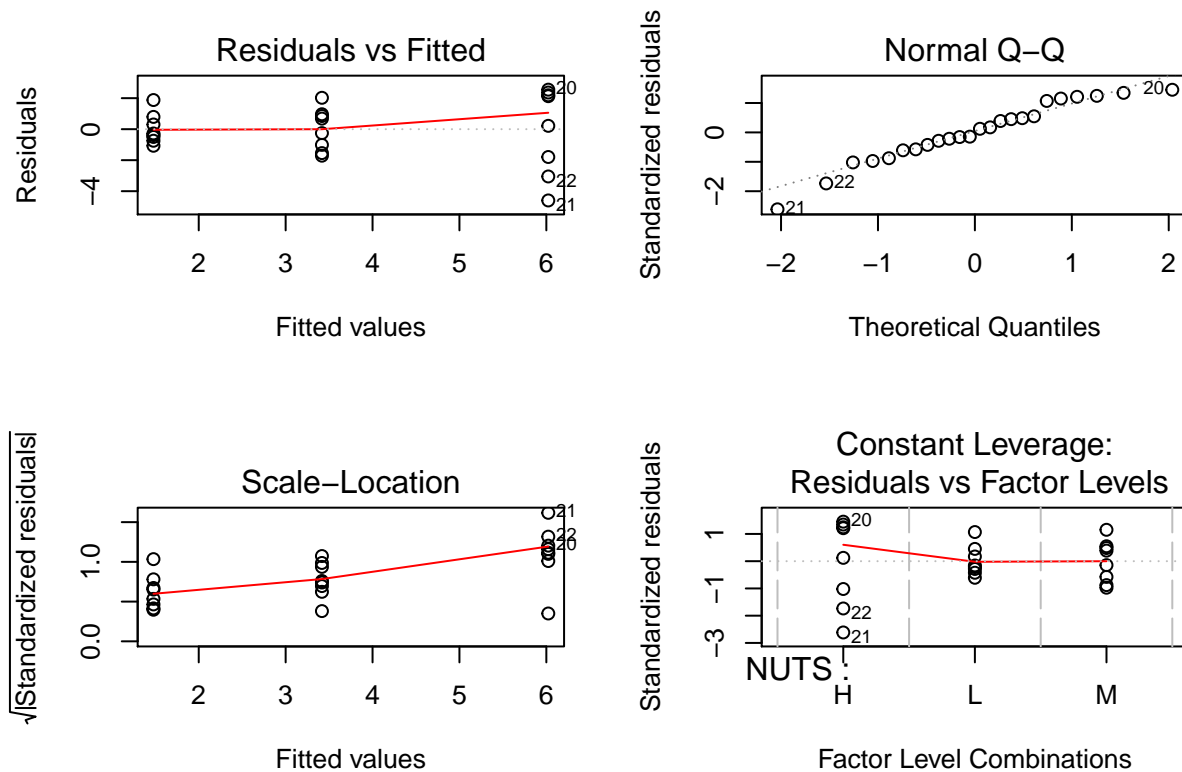 Residuals vs Fitted
Residuals
0
−4
20
22
21
2 3 4 5 6
Fitted values
Normal Q−Q
Standardized residuals
0
−2
20
22
21
−2 −1 0 1 2
Theoretical Quantiles
Scale−Location
√|Standardized residuals|
1.0
0.0
21
22
20
2 3 4 5 6
Fitted values
Constant Leverage:
Residuals vs Factor Levels
Standardized residuals
1
−1
−3
20
22
21
NUTS :
H L M
Factor Level Combinations